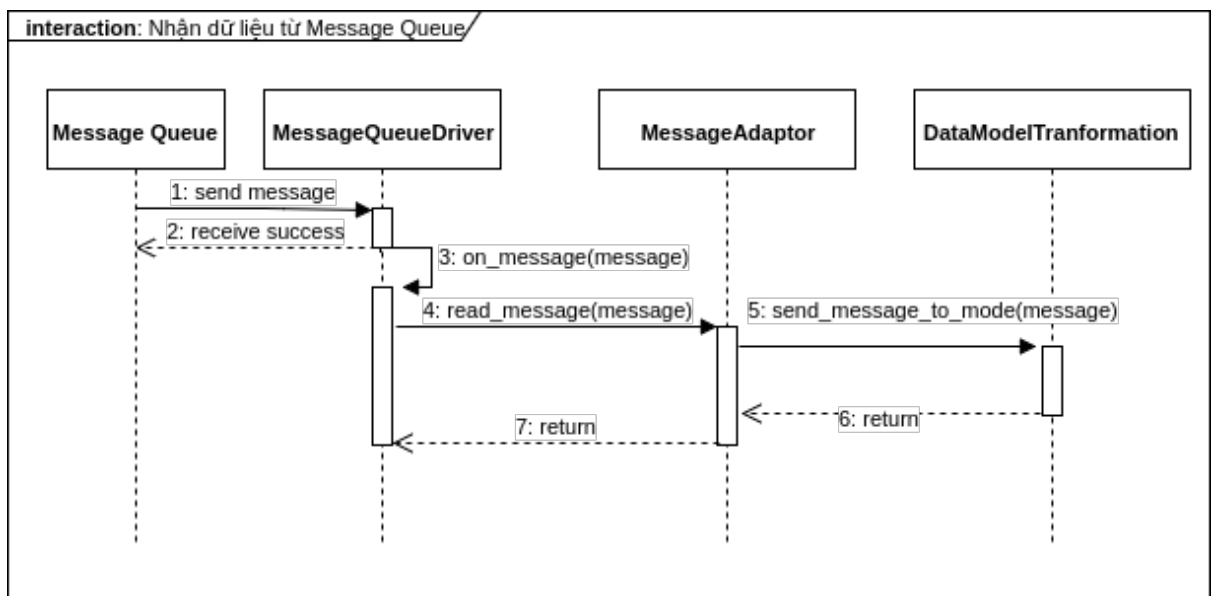 interaction: Nhận dữ liệu từ Message Queue
Message Queue
MessageQueueDriver
MessageAdaptor
DataModelTranformation
1: send message
2: receive success
3: on_message(message)
4: read_message(message)
5: send_message_to_mode(message)
6: return
7: return